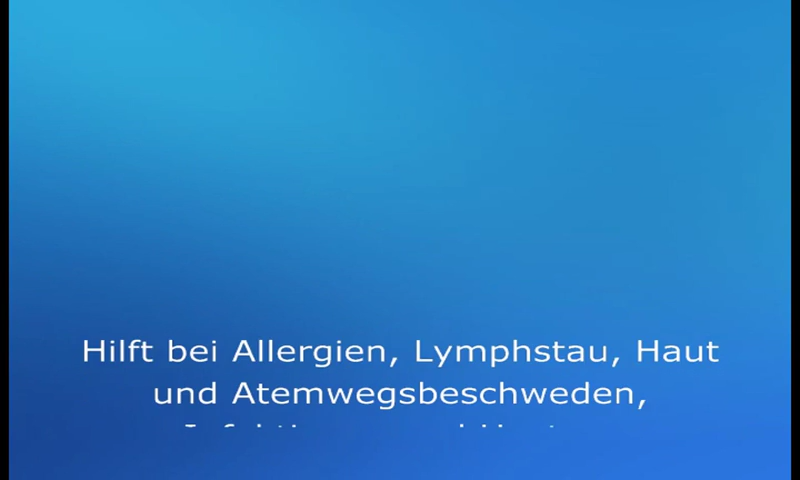 Hilft bei Allergien, Lymphstau, Haut
und Atemwegsbeschweden,